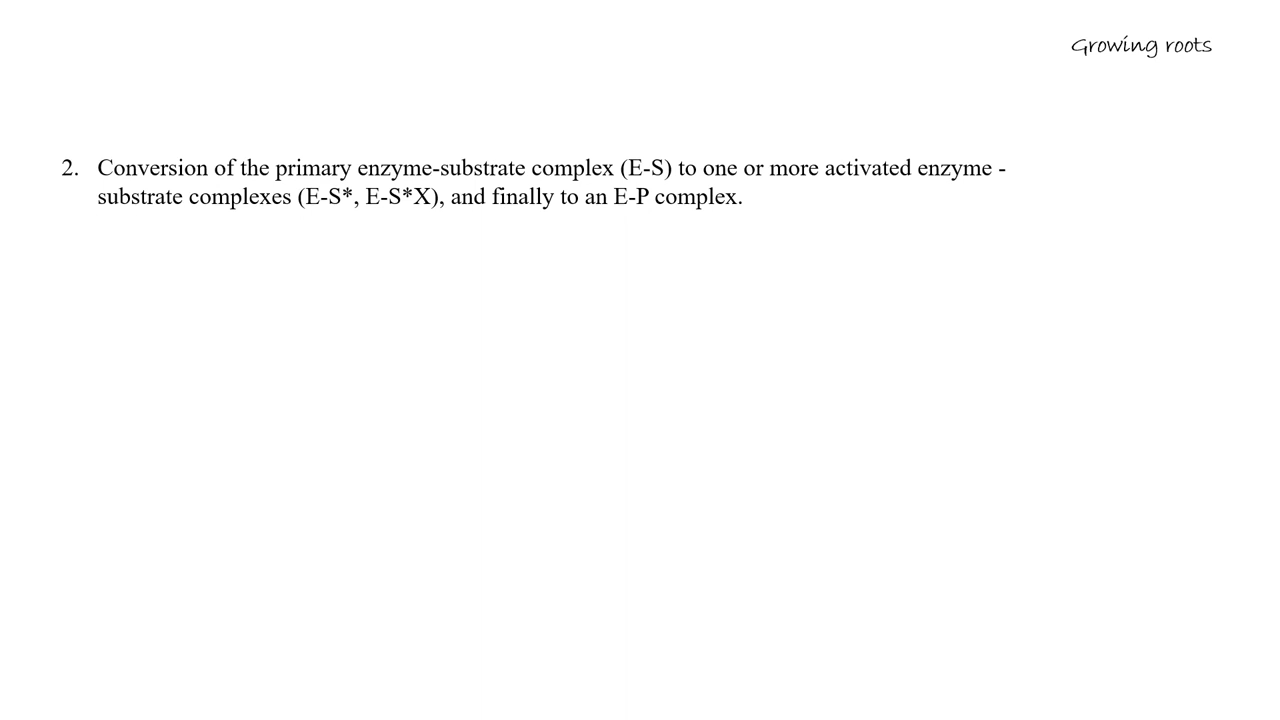 Growing roots
2. Conversion of the primary enzyme-substrate complex (E-S) to one or more activated enzyme -
substrate complexes (E-S*, E-S*X), and finally to an E-P complex.